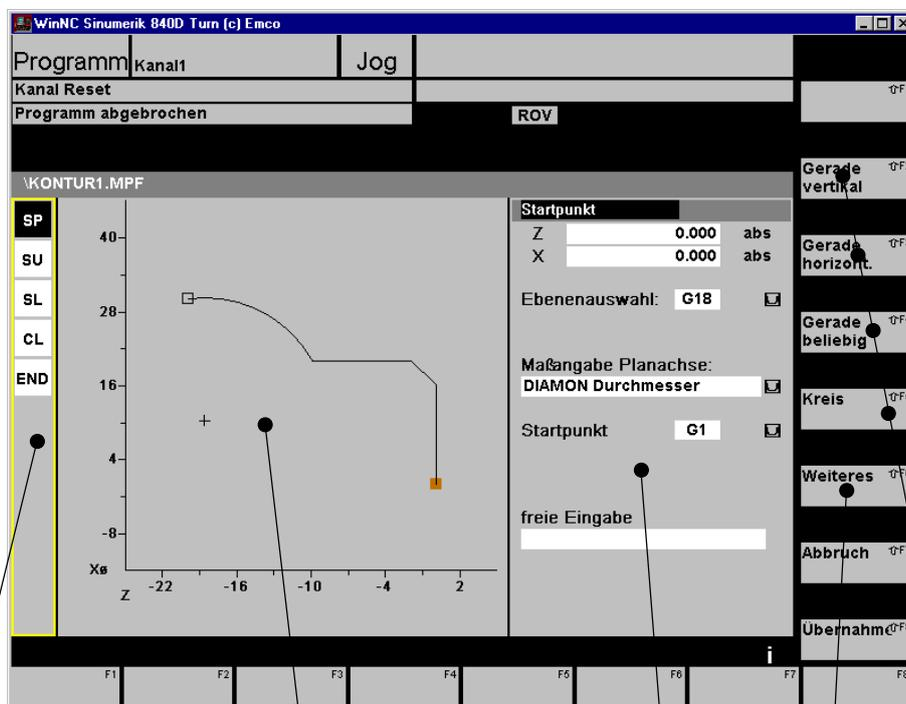 WinNC Sinumerik 840D Turn (c) Emco
Programm Kanal1 Jog
Kanal Reset
Programm abgebrochen ROV
\KONTUR1.MPF
SP
SU
SL
CL
END
40
28
16
4
-8
Xø
Z -22 -16 -10 -4 2
Startpunkt
Z 0.000 abs
X 0.000 abs
Ebenenauswahl: G18
Maßangabe Planachse:
DIAMON Durchmesser
Startpunkt G1
freie Eingabe
Gerade
vertikal
Gerade
horizont.
Gerade
beliebig
Kreis
Weiteres
Abbruch
Übernahme
i
F1 F2 F3 F4 F5 F6 F7 F8